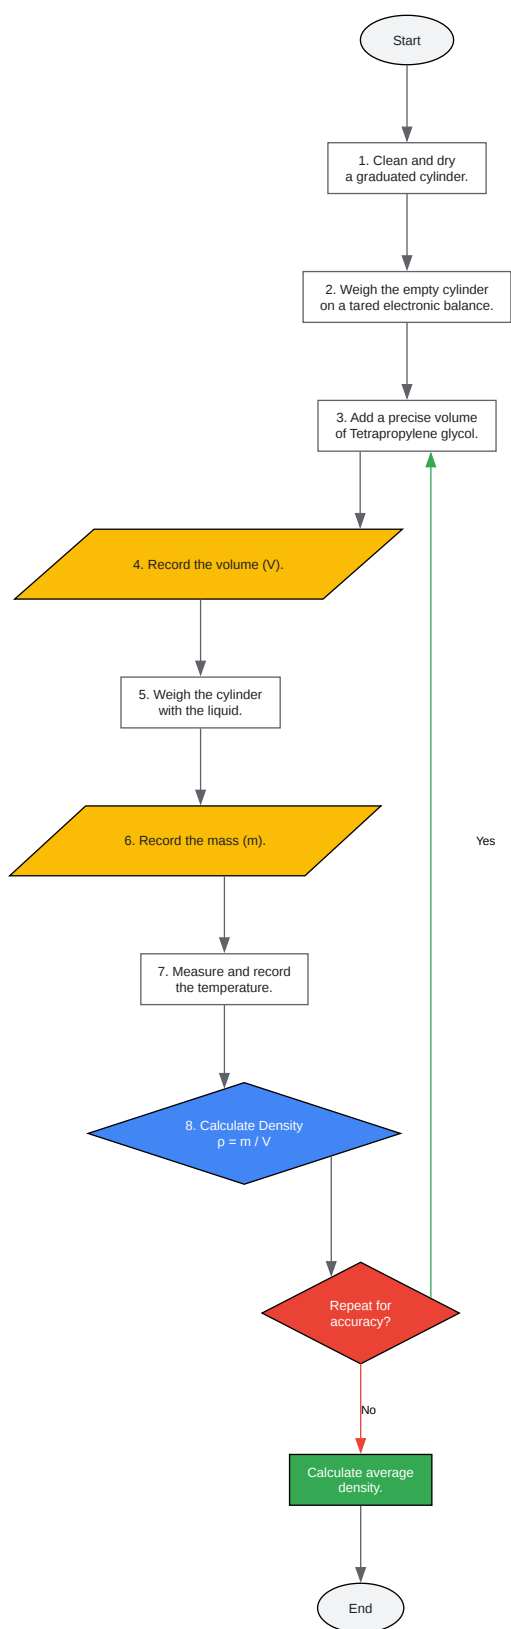 Start
1. Clean and dry
a graduated cylinder.
2. Weigh the empty cylinder
on a tared electronic balance.
3. Add a precise volume
of Tetrapropylene glycol.
4. Record the volume (V).
5. Weigh the cylinder
with the liquid.
6. Record the mass (m).
Yes
7. Measure and record
the temperature.
8. Calculate Density
ρ = m / V
Repeat for
accuracy?
No
Calculate average
density.
End